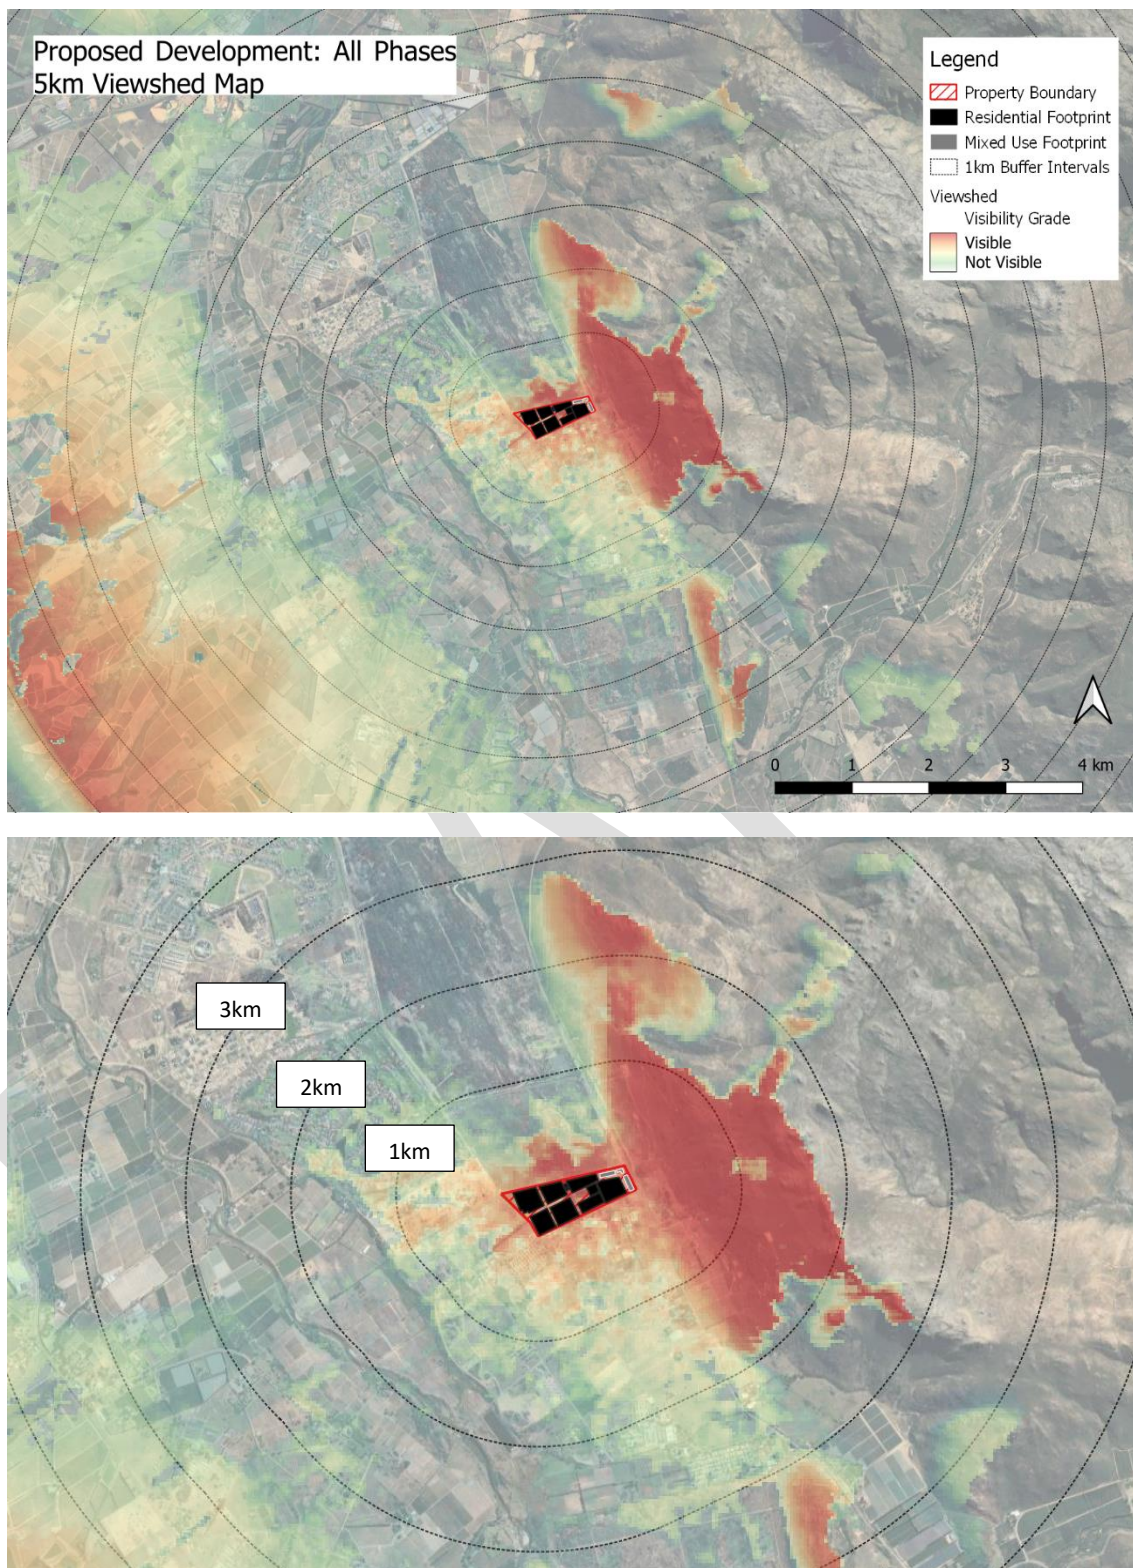 Proposed Development: All Phases
5km Viewshed Map
Legend
Property Boundary
Residential Footprint
Mixed Use Footprint
1km Buffer Intervals
Viewshed
Visibility Grade
Visible
Not Visible
0 1 2 3 4 km
3km
2km
1km